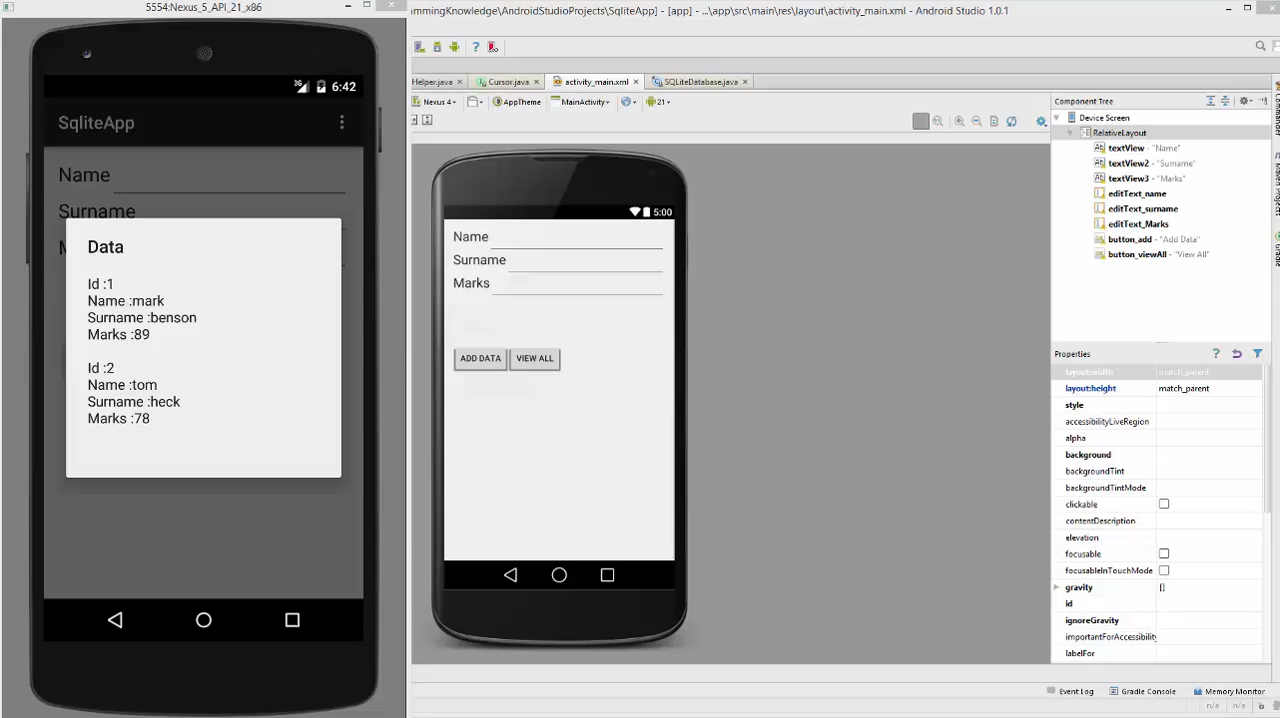 5554:Nexus_5_API_21_x86
mmingKnowledge\AndroidStudioProjects\SqliteApp - [app] - ...\app\src\main\res\layout\activity_main.xml - Android Studio 1.0.1
3G 6:42
SqliteApp
Name
Surname
Data
Id :1
Name :mark
Surname :benson
Marks :89
Id :2
Name :tom
Surname :heck
Marks :78
Helper.java
Cursor.java
activity_main.xml
SQLiteDatabase.java
Nexus 4
AppTheme
MainActivity
21
5:00
Name
Surname
Marks
ADD DATA
VIEW ALL
Component Tree
Device Screen
RelativeLayout
textView - "Name"
textView2 - "Surname"
textView3 - "Marks"
editText_name
editText_surname
editText_Marks
button_add - "Add Data"
button_viewAll - "View All"
Properties
layout:width match_parent
layout:height match_parent
style
accessibilityLiveRegion
alpha
background
backgroundTint
backgroundTintMode
clickable
contentDescription
elevation
focusable
focusableInTouchMode
gravity []
id
ignoreGravity
importantForAccessibility
labelFor
Event Log
Gradle Console
Memory Monitor
n/a
n/a
Gradle